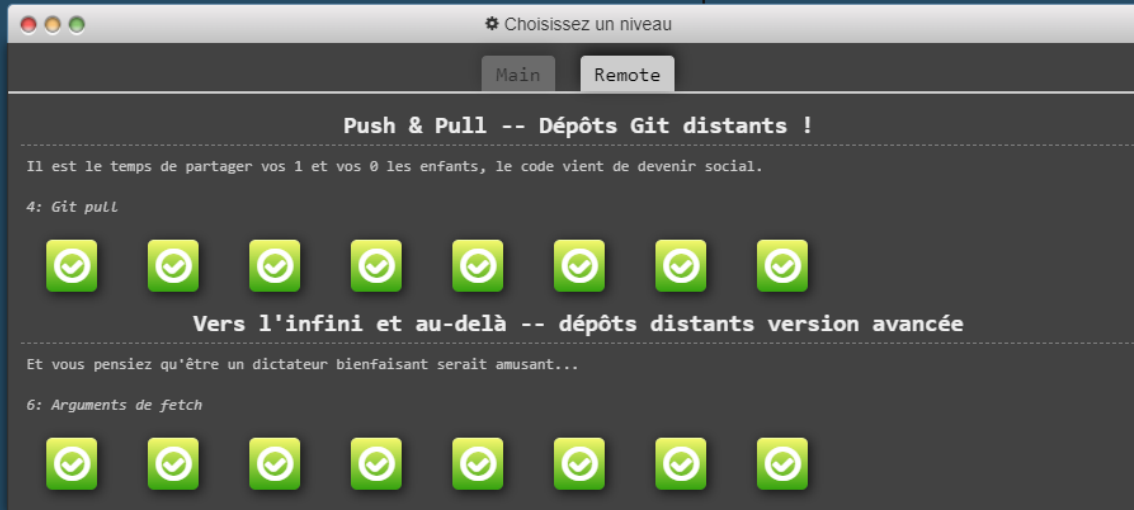 Choisissez un niveau
Main
Remote
Push & Pull -- Dépôts Git distants !
Il est le temps de partager vos 1 et vos 0 les enfants, le code vient de devenir social.
4: Git pull
Vers l'infini et au-delà -- dépôts distants version avancée
Et vous pensiez qu'être un dictateur bienfaisant serait amusant...
6: Arguments de fetch